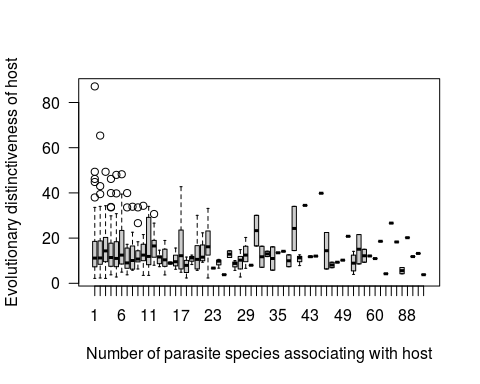 Evolutionary distinctiveness of host
80
60
40
20
0
1 6 11 17 23 29 35 43 49 60 88
Number of parasite species associating with host